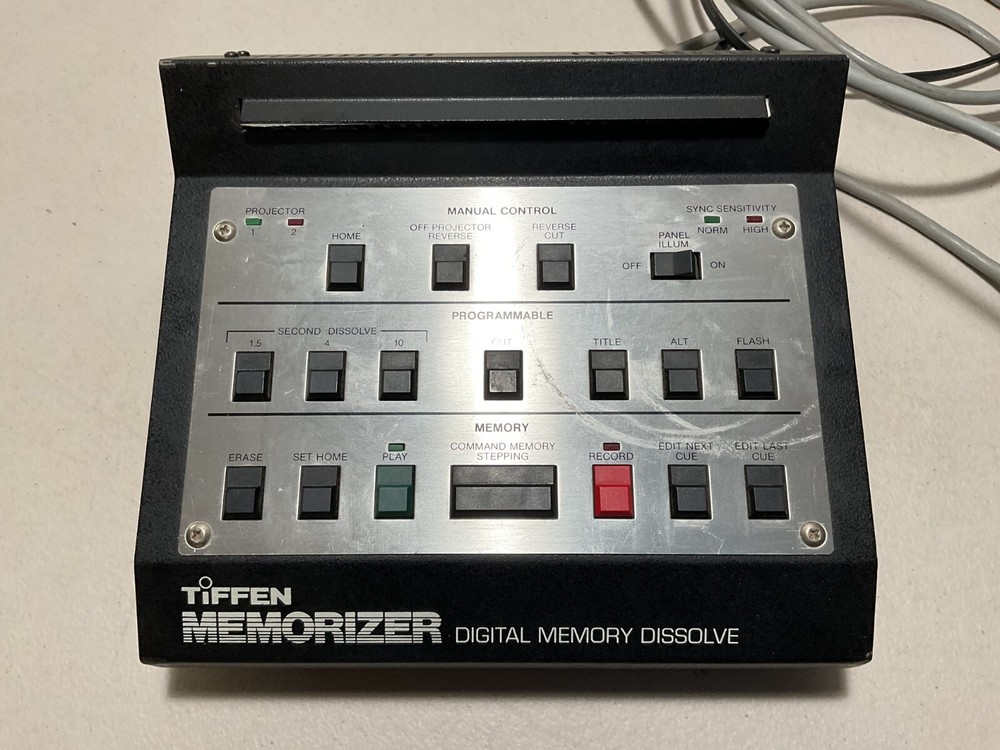 PROJECTOR
1 2
MANUAL CONTROL
SYNC SENSITIVITY
NORM HIGH
HOME
OFF PROJECTOR
REVERSE
REVERSE
CUT
PANEL
ILLUM.
OFF ON
PROGRAMMABLE
SECOND DISSOLVE
1.5 4 10
CUT
TITLE
ALT
FLASH
MEMORY
ERASE
SET HOME
PLAY
COMMAND MEMORY
STEPPING
RECORD
EDIT NEXT
CUE
EDIT LAST
CUE
TIFFEN
MEMORIZER DIGITAL MEMORY DISSOLVE